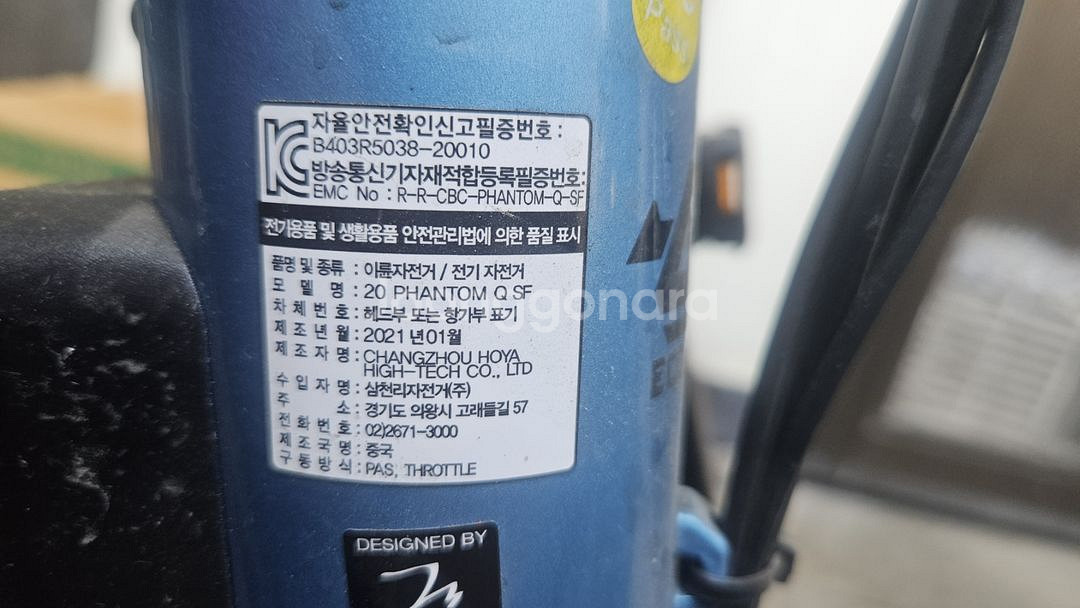 Pass
자율안전확인신고필증번호 :
B403R5038-20010
방송통신기자재적합등록필증번호:
EMC No : R-R-CBC-PHANTOM-Q-SF
전기용품 및 생활용품 안전관리법에 의한 품질 표시
품명 및 종류 : 이륜자전거 / 전기 자전거
모 델 명 : 20 PHANTOM Q SF
차 체 번 호 : 헤드부 또는 항가부 표기
제 조 년 월 : 2021 년 01 월
제 조 자 명 : CHANGZHOU HOYA
HIGH-TECH CO., LTD
수 입 자 명 : 삼천리자전거(주)
주 소 : 경기도 의왕시 고래들길 57
전 화 번 호 : 02)2671-3000
제 조 국 명 : 중국
구 동 방 식 : PAS, THROTTLE
DESIGNED BY